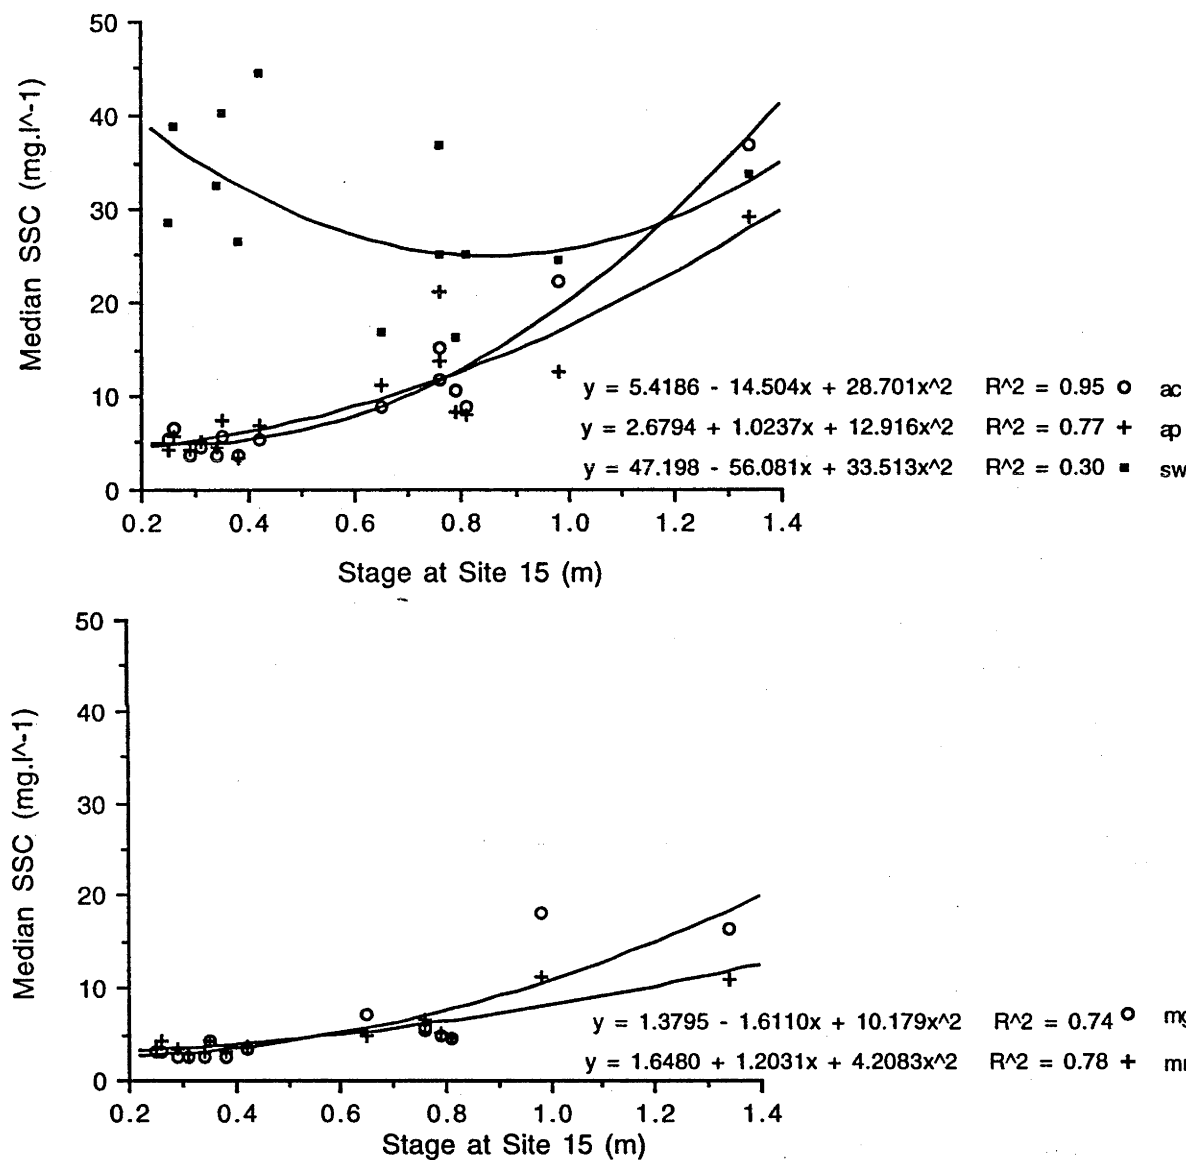 50
40
30
20
10
0
Median SSC (mg.l^-1)
y = 5.4186 - 14.504x + 28.701x^2 R^2 = 0.95 ac
y = 2.6794 + 1.0237x + 12.916x^2 R^2 = 0.77 + ap
y = 47.198 - 56.081x + 33.513x^2 R^2 = 0.30 sw
0.2 0.4 0.6 0.8 1.0 1.2 1.4
Stage at Site 15 (m)
50
40
30
20
10
0
Median SSC (mg.l^-1)
y = 1.3795 - 1.6110x + 10.179x^2 R^2 = 0.74
y = 1.6480 + 1.2031x + 4.2083x^2 R^2 = 0.78 +
0.2 0.4 0.6 0.8 1.0 1.2 1.4
Stage at Site 15 (m)